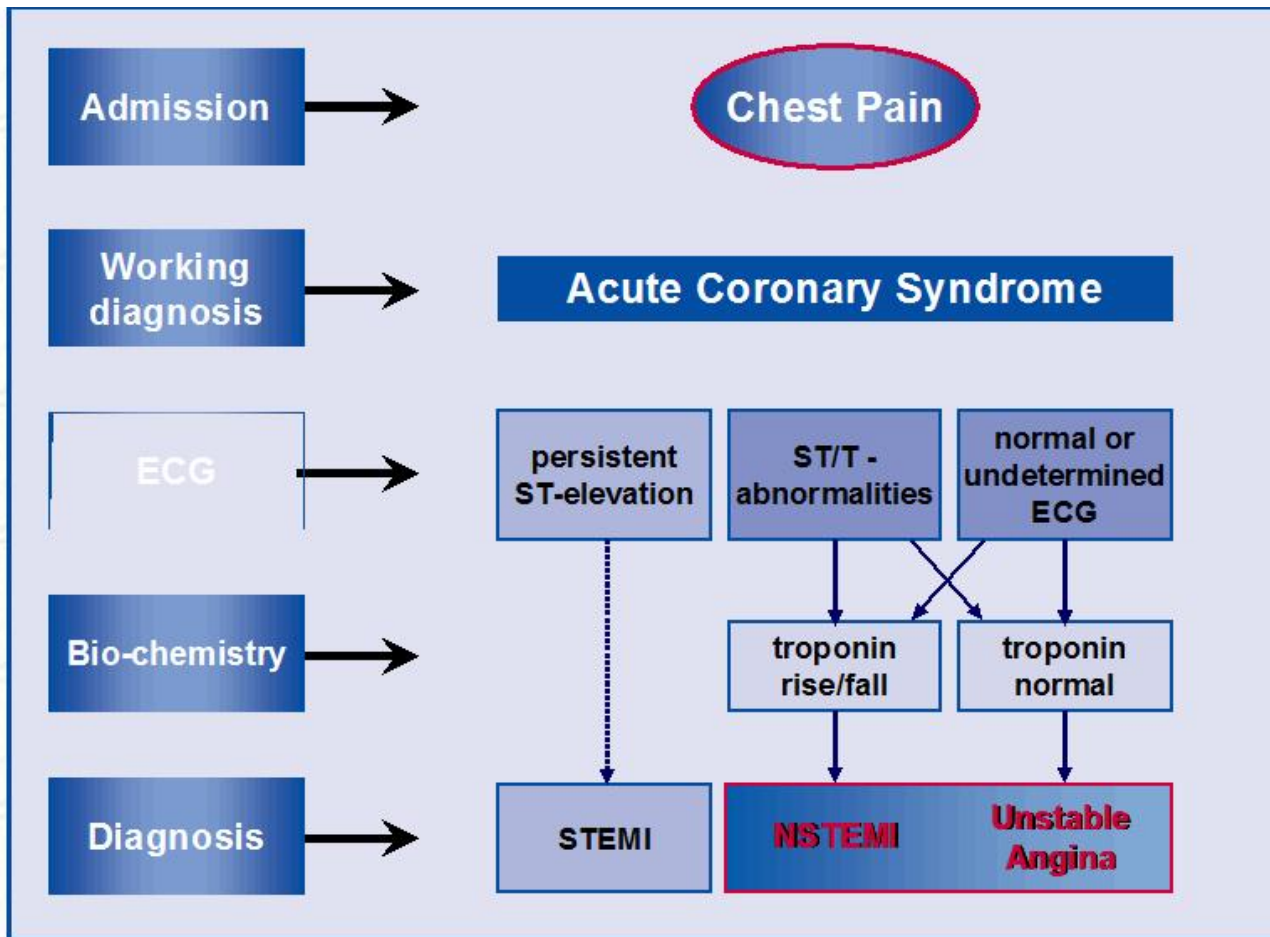 Admission
Chest Pain
Working
diagnosis
Acute Coronary Syndrome
ECG
persistent
ST-elevation
ST/T -
abnormalities
normal or
undetermined
ECG
Bio-chemistry
troponin
rise/fall
troponin
normal
Diagnosis
STEMI
NSTEMI
Unstable
Angina